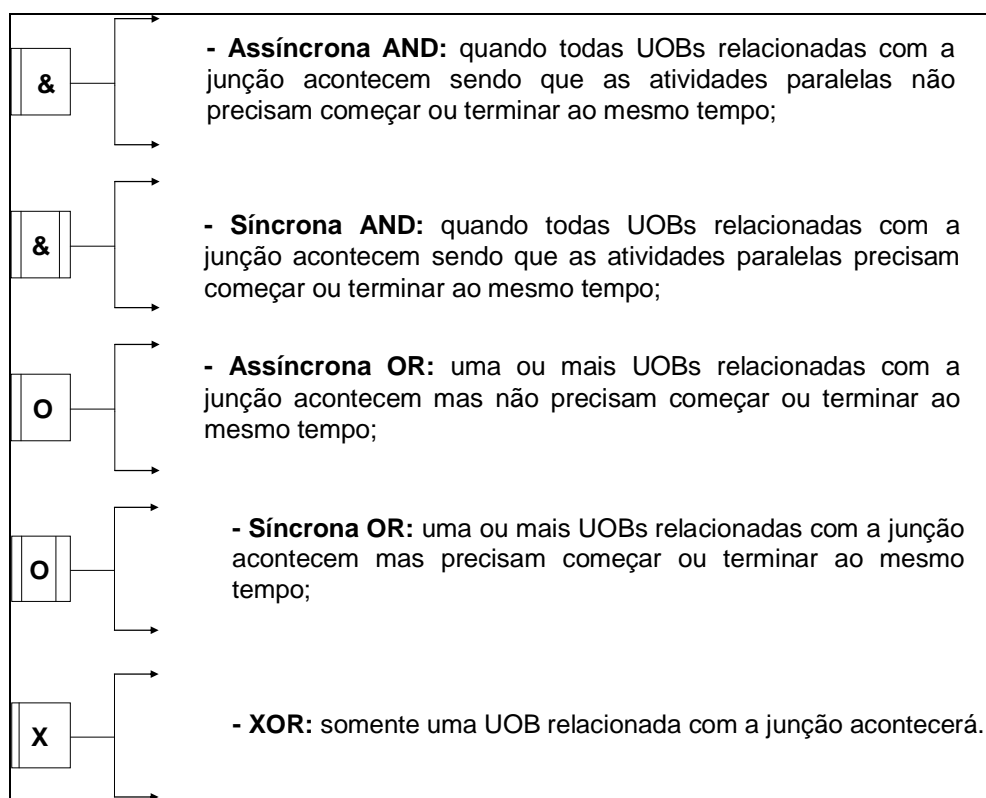 - Assíncrona AND: quando todas UOBs relacionadas com a
& junção acontecem sendo que as atividades paralelas não
precisam começar ou terminar ao mesmo tempo;
- Síncrona AND: quando todas UOBs relacionadas com a
& junção acontecem sendo que as atividades paralelas precisam
começar ou terminar ao mesmo tempo;
- Assíncrona OR: uma ou mais UOBs relacionadas com a
O junção acontecem mas não precisam começar ou terminar ao
mesmo tempo;
- Síncrona OR: uma ou mais UOBs relacionadas com a junção
O acontecem mas precisam começar ou terminar ao mesmo
tempo;
X - XOR: somente uma UOB relacionada com a junção acontecerá.